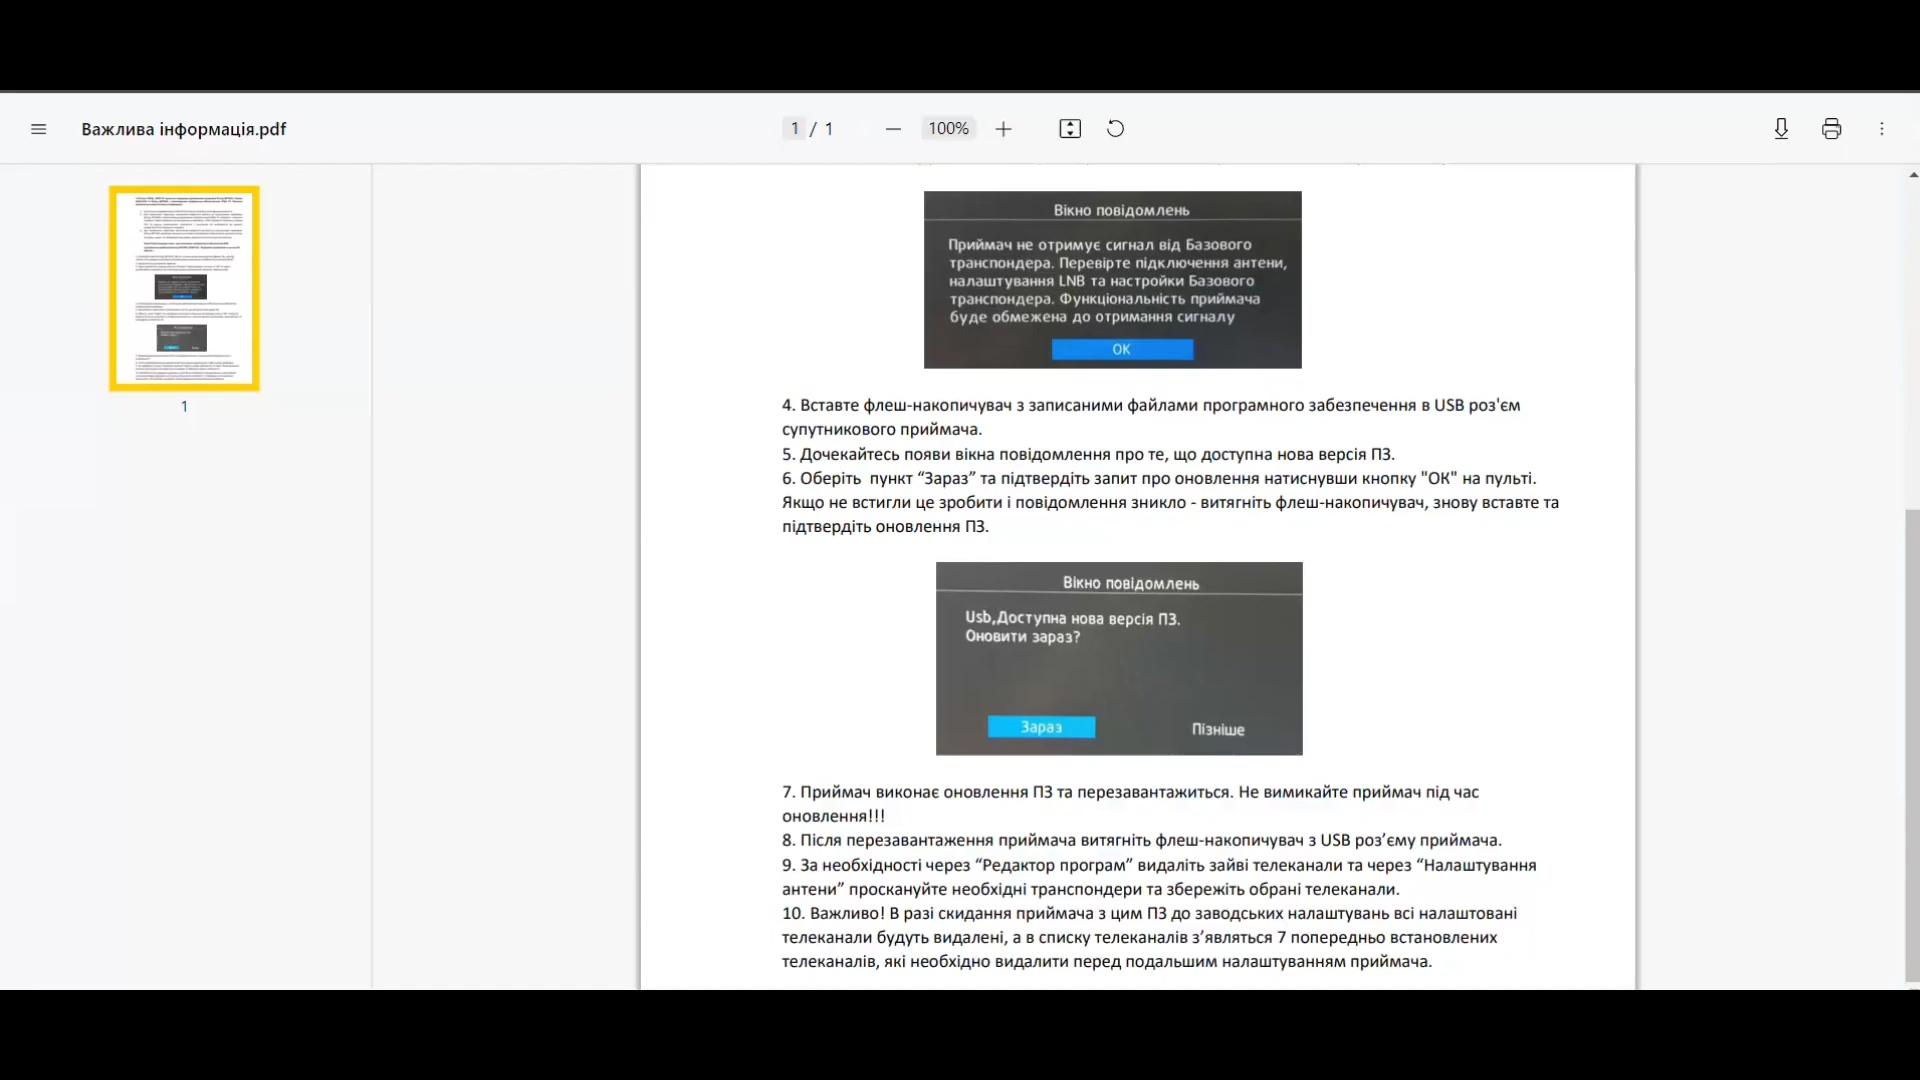 Важлива інформація.pdf
1 / 1
100%
1
Вікно повідомлень
Приймач не отримує сигнал від Базового
транспондера. Перевірте підключення антени,
налаштування LNB та настройки Базового
транспондера. Функціональність приймача
буде обмежена до отримання сигналу
ОК
4. Вставте флеш-накопичувач з записаними файлами програмного забезпечення в USB роз'єм
супутникового приймача.
5. Дочекайтесь появи вікна повідомлення про те, що доступна нова версія ПЗ.
6. Оберіть  пункт “Зараз” та підтвердіть запит про оновлення натиснувши кнопку "ОК" на пульті.
Якщо не встигли це зробити і повідомлення зникло - витягніть флеш-накопичувач, знову вставте та
підтвердіть оновлення ПЗ.
Вікно повідомлень
Usb,Доступна нова версія ПЗ.
Оновити зараз?
Зараз
Пізніше
7. Приймач виконає оновлення ПЗ та перезавантажиться. Не вимикайте приймач під час
оновлення!!!
8. Після перезавантаження приймача витягніть флеш-накопичувач з USB роз’єму приймача.
9. За необхідності через “Редактор програм” видаліть зайві телеканали та через “Налаштування
антени” проскануйте необхідні транспондери та збережіть обрані телеканали.
10. Важливо! В разі скидання приймача з цим ПЗ до заводських налаштувань всі налаштовані
телеканали будуть видалені, а в списку телеканалів з’являться 7 попередньо встановлених
телеканалів, які необхідно видалити перед подальшим налаштуванням приймача.